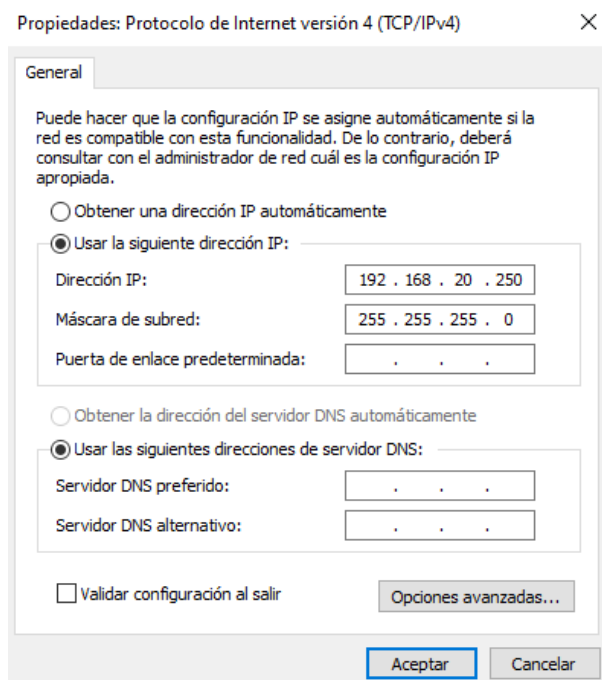 Propiedades: Protocolo de Internet versión 4 (TCP/IPv4)
General
Puede hacer que la configuración IP se asigne automáticamente si la
red es compatible con esta funcionalidad. De lo contrario, deberá
consultar con el administrador de red cuál es la configuración IP
apropiada.
Obtener una dirección IP automáticamente
Usar la siguiente dirección IP:
Dirección IP: 192 . 168 . 20 . 250
Máscara de subred: 255 . 255 . 255 . 0
Puerta de enlace predeterminada: . . .
Obtener la dirección del servidor DNS automáticamente
Usar las siguientes direcciones de servidor DNS:
Servidor DNS preferido: . . .
Servidor DNS alternativo: . . .
Validar configuración al salir Opciones avanzadas...
Aceptar Cancelar